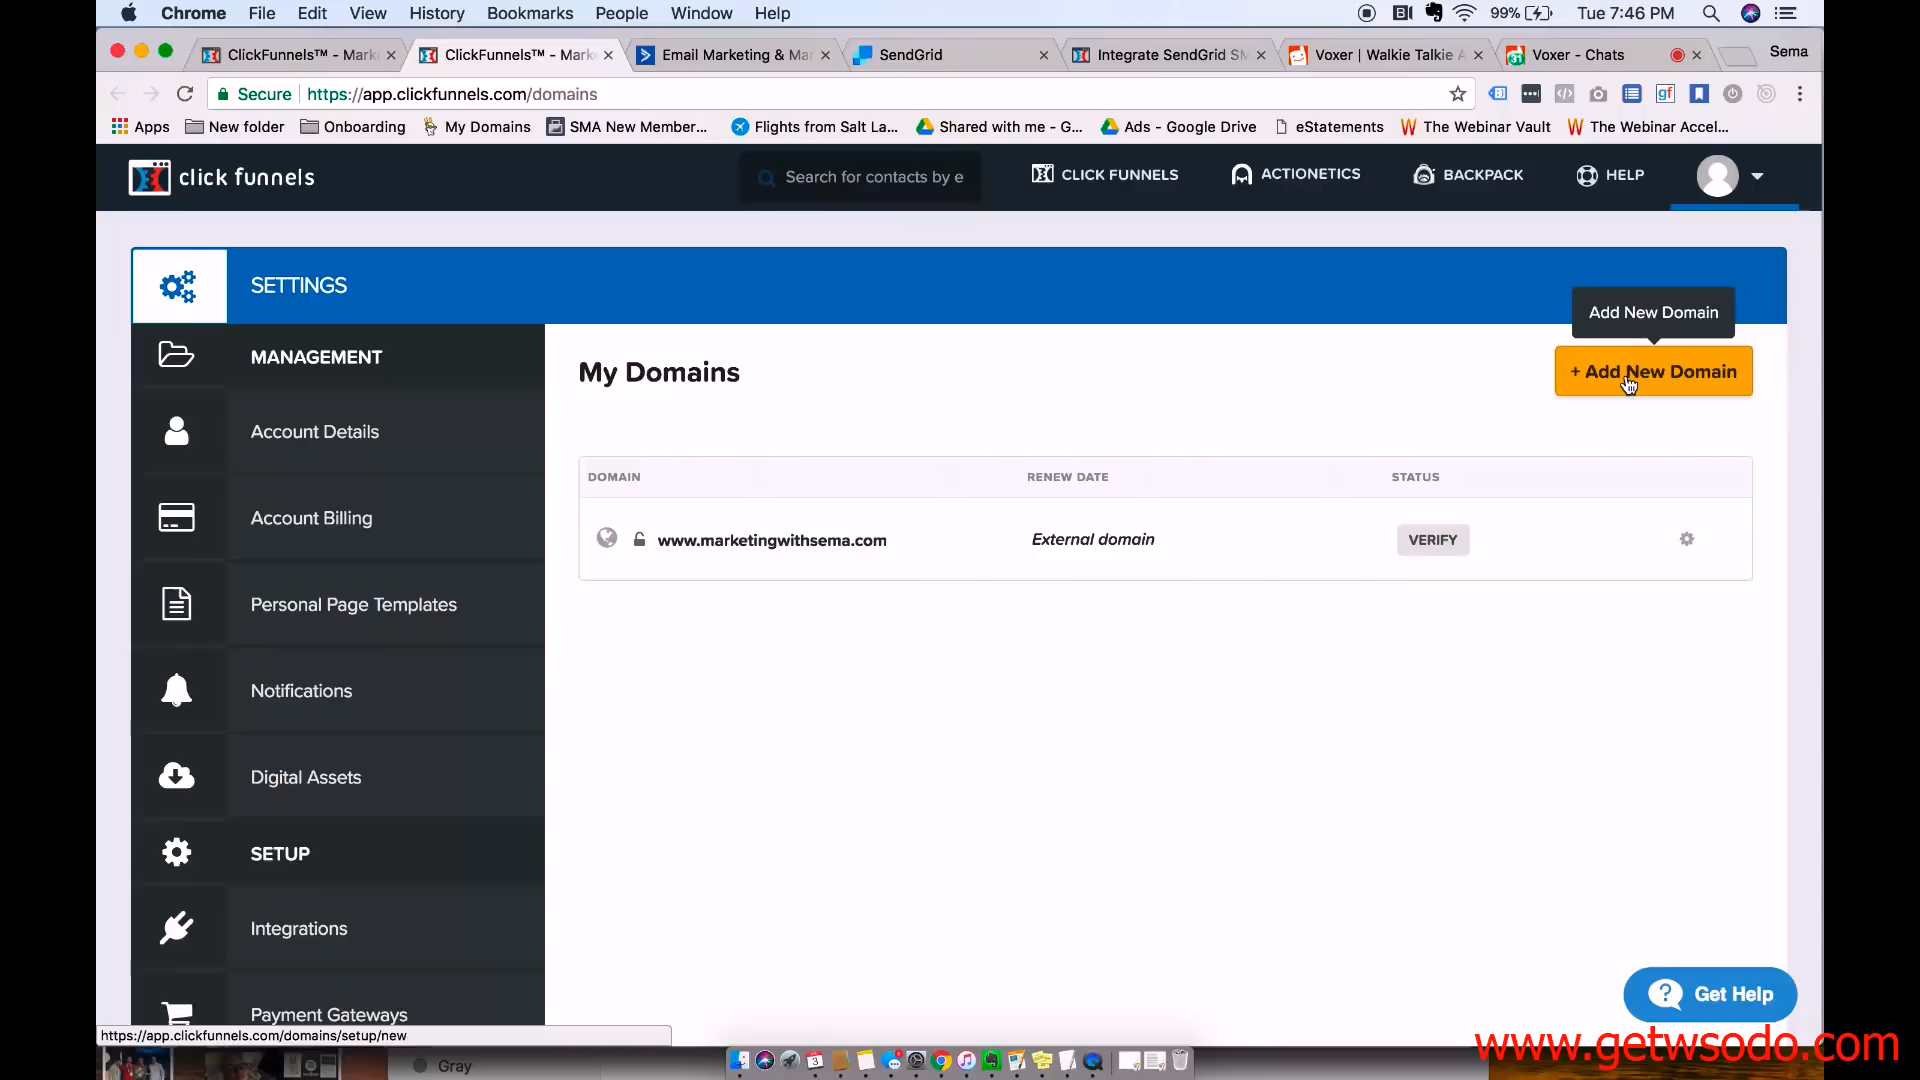 Chrome File Edit View History Bookmarks People Window Help 99% Tue 7:46 PM
ClickFunnels™ - Mark ClickFunnels™ - Mark Email Marketing & Mar SendGrid Integrate SendGrid SM Voxer | Walkie Talkie A Voxer - Chats Sema
Secure https://app.clickfunnels.com/domains
Apps New folder Onboarding My Domains SMA New Member... Flights from Salt La... Shared with me - G... Ads - Google Drive eStatements The Webinar Vault The Webinar Accel...
click funnels Search for contacts by e CLICK FUNNELS ACTIONETICS BACKPACK HELP
SETTINGS
Add New Domain
MANAGEMENT
My Domains
+ Add New Domain
Account Details
DOMAIN RENEW DATE STATUS
Account Billing
www.marketingwithsema.com External domain VERIFY
Personal Page Templates
Notifications
Digital Assets
SETUP
Integrations
Get Help
Payment Gateways
https://app.clickfunnels.com/domains/setup/new
www.getwsodo.com
Gray